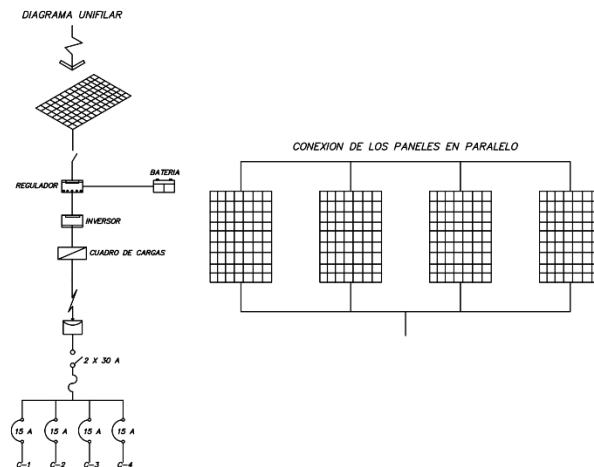 DIAGRAMA UNIFILAR
CONEXION DE LOS PANELES EN PARALELO
BATERIA
REGULADOR
INVERSOR
CUADRO DE CARGAS
2 X 30 A
15 A 15 A 15 A 15 A
C-1 C-2 C-3 C-4